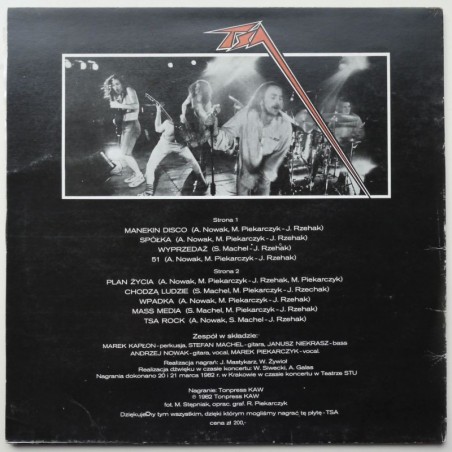 TSA
Strona 1
MANEKIN DISCO (A. Nowak, M. Piekarczyk-J. Rzehak)
SPÓŁKA (A. Nowak, M. Piekarczyk-J. Rzehak)
WYPRZEDAŻ (S. Machel-J. Rzehak)
51 (A. Nowak, M. Piekarczyk-J. Rzehak)
Strona 2
PLAN ŻYCIA (A. Nowak, M. Piekarczyk-J. Rzehak, M. Piekarczyk)
CHODZĄ LUDZIE (S. Machel, M. Piekarczyk-J. Rzehak)
WPADKA (A. Nowak, M. Piekarczyk-J. Rzehak)
MASS MEDIA (S. Machel, M. Piekarczyk-J. Rzehak)
TSA ROCK (A. Nowak, S. Machel-J. Rzehak)
Zespół w składzie:
MAREK KAPŁON-perkusja, STEFAN MACHEL-gitara, JANUSZ NIEKRASZ-bass
ANDRZEJ NOWAK-gitara, vocal, MAREK PIEKARCZYK-vocal.
Realizacja nagrań: J. Mastykarz, W. Żywioł
Realizacja dźwięku w czasie koncertu: W. Siwecki, A. Galas
Nagrania dokonano 20 i 21 marca 1982 r. w Krakowie w czasie koncertu w Teatrze STU
Nagranie: Tonpress KAW
℗ 1982 Tonpress KAW
fot. M. Stępniak, oprac. graf. R. Piekarczyk
Dziękujemy tym wszystkim, dzięki którym mogliśmy nagrać tę płytę-TSA
cena zł 200,-